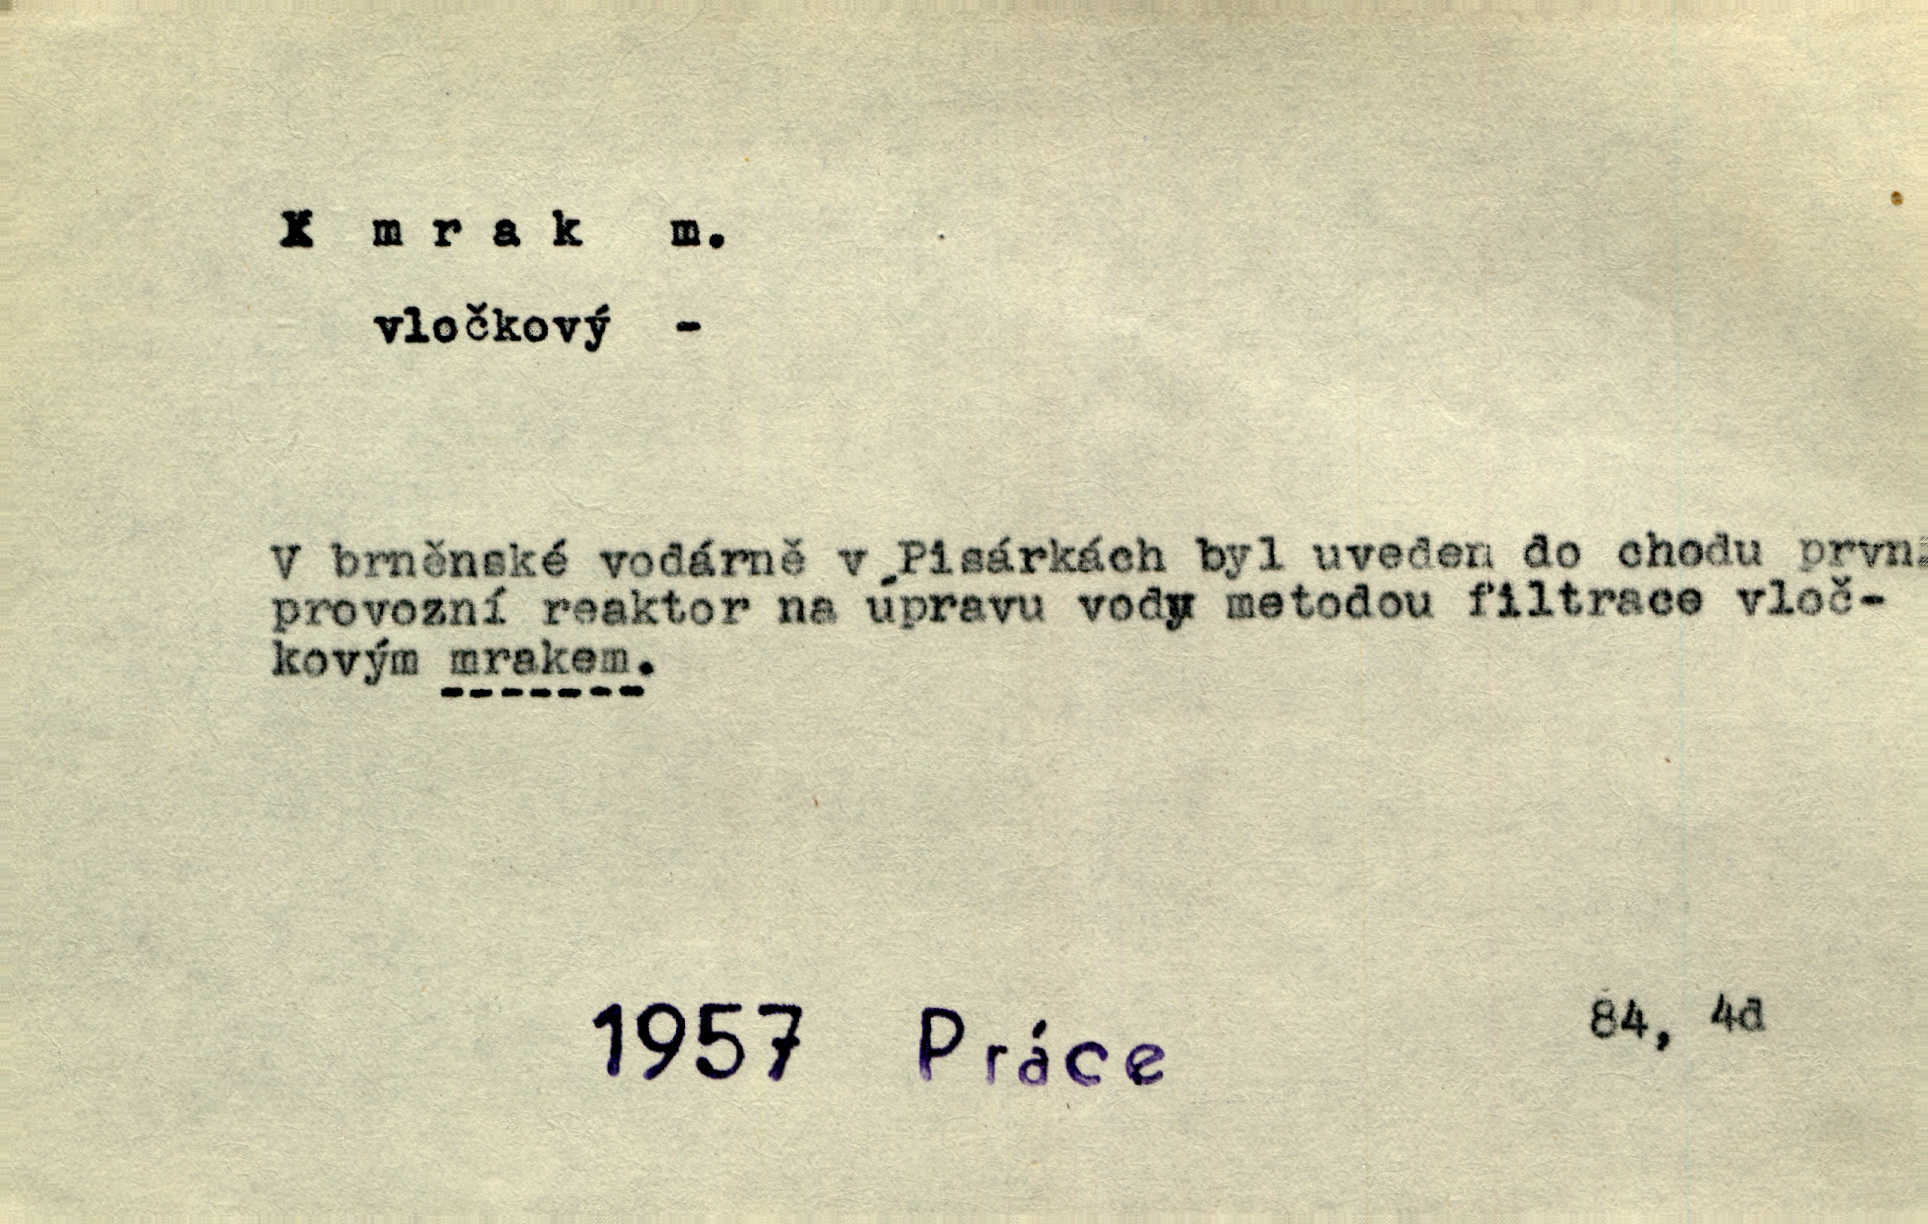 X m r a k m.
vločkový -
V brněnské vodárně v Pisárkách byl uveden do chodu první
provozní reaktor na úpravu vody metodou filtrace vloč-
kovým mrakem.
1957 Práce
84, 4d